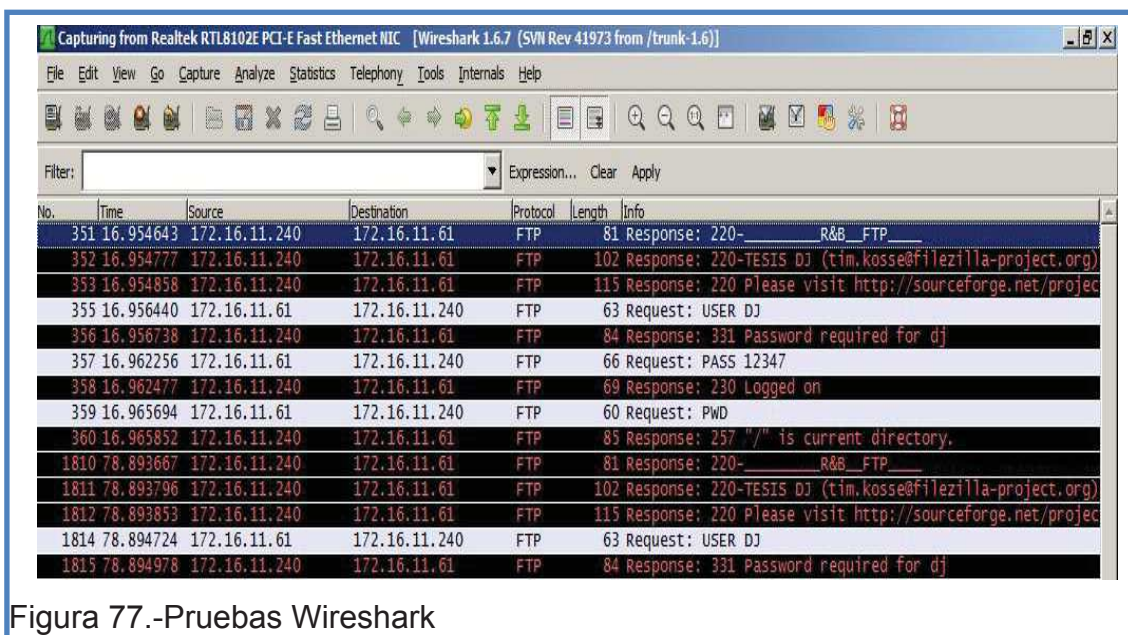 Capturing from Realtek RTL8102E PCI-E Fast Ethernet NIC [Wireshark 1.6.7 (SVN Rev 41973 from /trunk-1.6)]
File Edit View Go Capture Analyze Statistics Telephony Tools Internals Help
Filter: Expression... Clear Apply
No. Time Source Destination Protocol Length Info
351 16.954643 172.16.11.240 172.16.11.61 FTP 81 Response: 220-__________R&B__FTP____
352 16.954777 172.16.11.240 172.16.11.61 FTP 102 Response: 220-TESIS DJ (tim.kosse@filezilla-project.org)
353 16.954858 172.16.11.240 172.16.11.61 FTP 115 Response: 220 Please visit http://sourceforge.net/projec
355 16.956440 172.16.11.61 172.16.11.240 FTP 63 Request: USER DJ
356 16.956738 172.16.11.240 172.16.11.61 FTP 84 Response: 331 Password required for dj
357 16.962256 172.16.11.61 172.16.11.240 FTP 66 Request: PASS 12347
358 16.962477 172.16.11.240 172.16.11.61 FTP 69 Response: 230 Logged on
359 16.965694 172.16.11.61 172.16.11.240 FTP 60 Request: PWD
360 16.965852 172.16.11.240 172.16.11.61 FTP 85 Response: 257 "/" is current directory.
1810 78.893667 172.16.11.240 172.16.11.61 FTP 81 Response: 220-__________R&B__FTP____
1811 78.893796 172.16.11.240 172.16.11.61 FTP 102 Response: 220-TESIS DJ (tim.kosse@filezilla-project.org)
1812 78.893853 172.16.11.240 172.16.11.61 FTP 115 Response: 220 Please visit http://sourceforge.net/projec
1814 78.894724 172.16.11.61 172.16.11.240 FTP 63 Request: USER DJ
1815 78.894978 172.16.11.240 172.16.11.61 FTP 84 Response: 331 Password required for dj
Figura 77.-Pruebas Wireshark